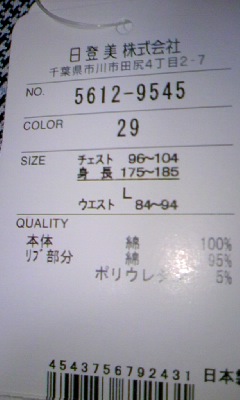 日登美株式会社
千葉県市川市田尻4丁目2-7
NO. 5612-9545
COLOR 29
SIZE チェスト 96~104
身長 175~185
L
ウエスト 84~94
QUALITY
本体 綿 100%
リブ部分 綿 95%
ポリウレタン 5%
4543756792431 日本